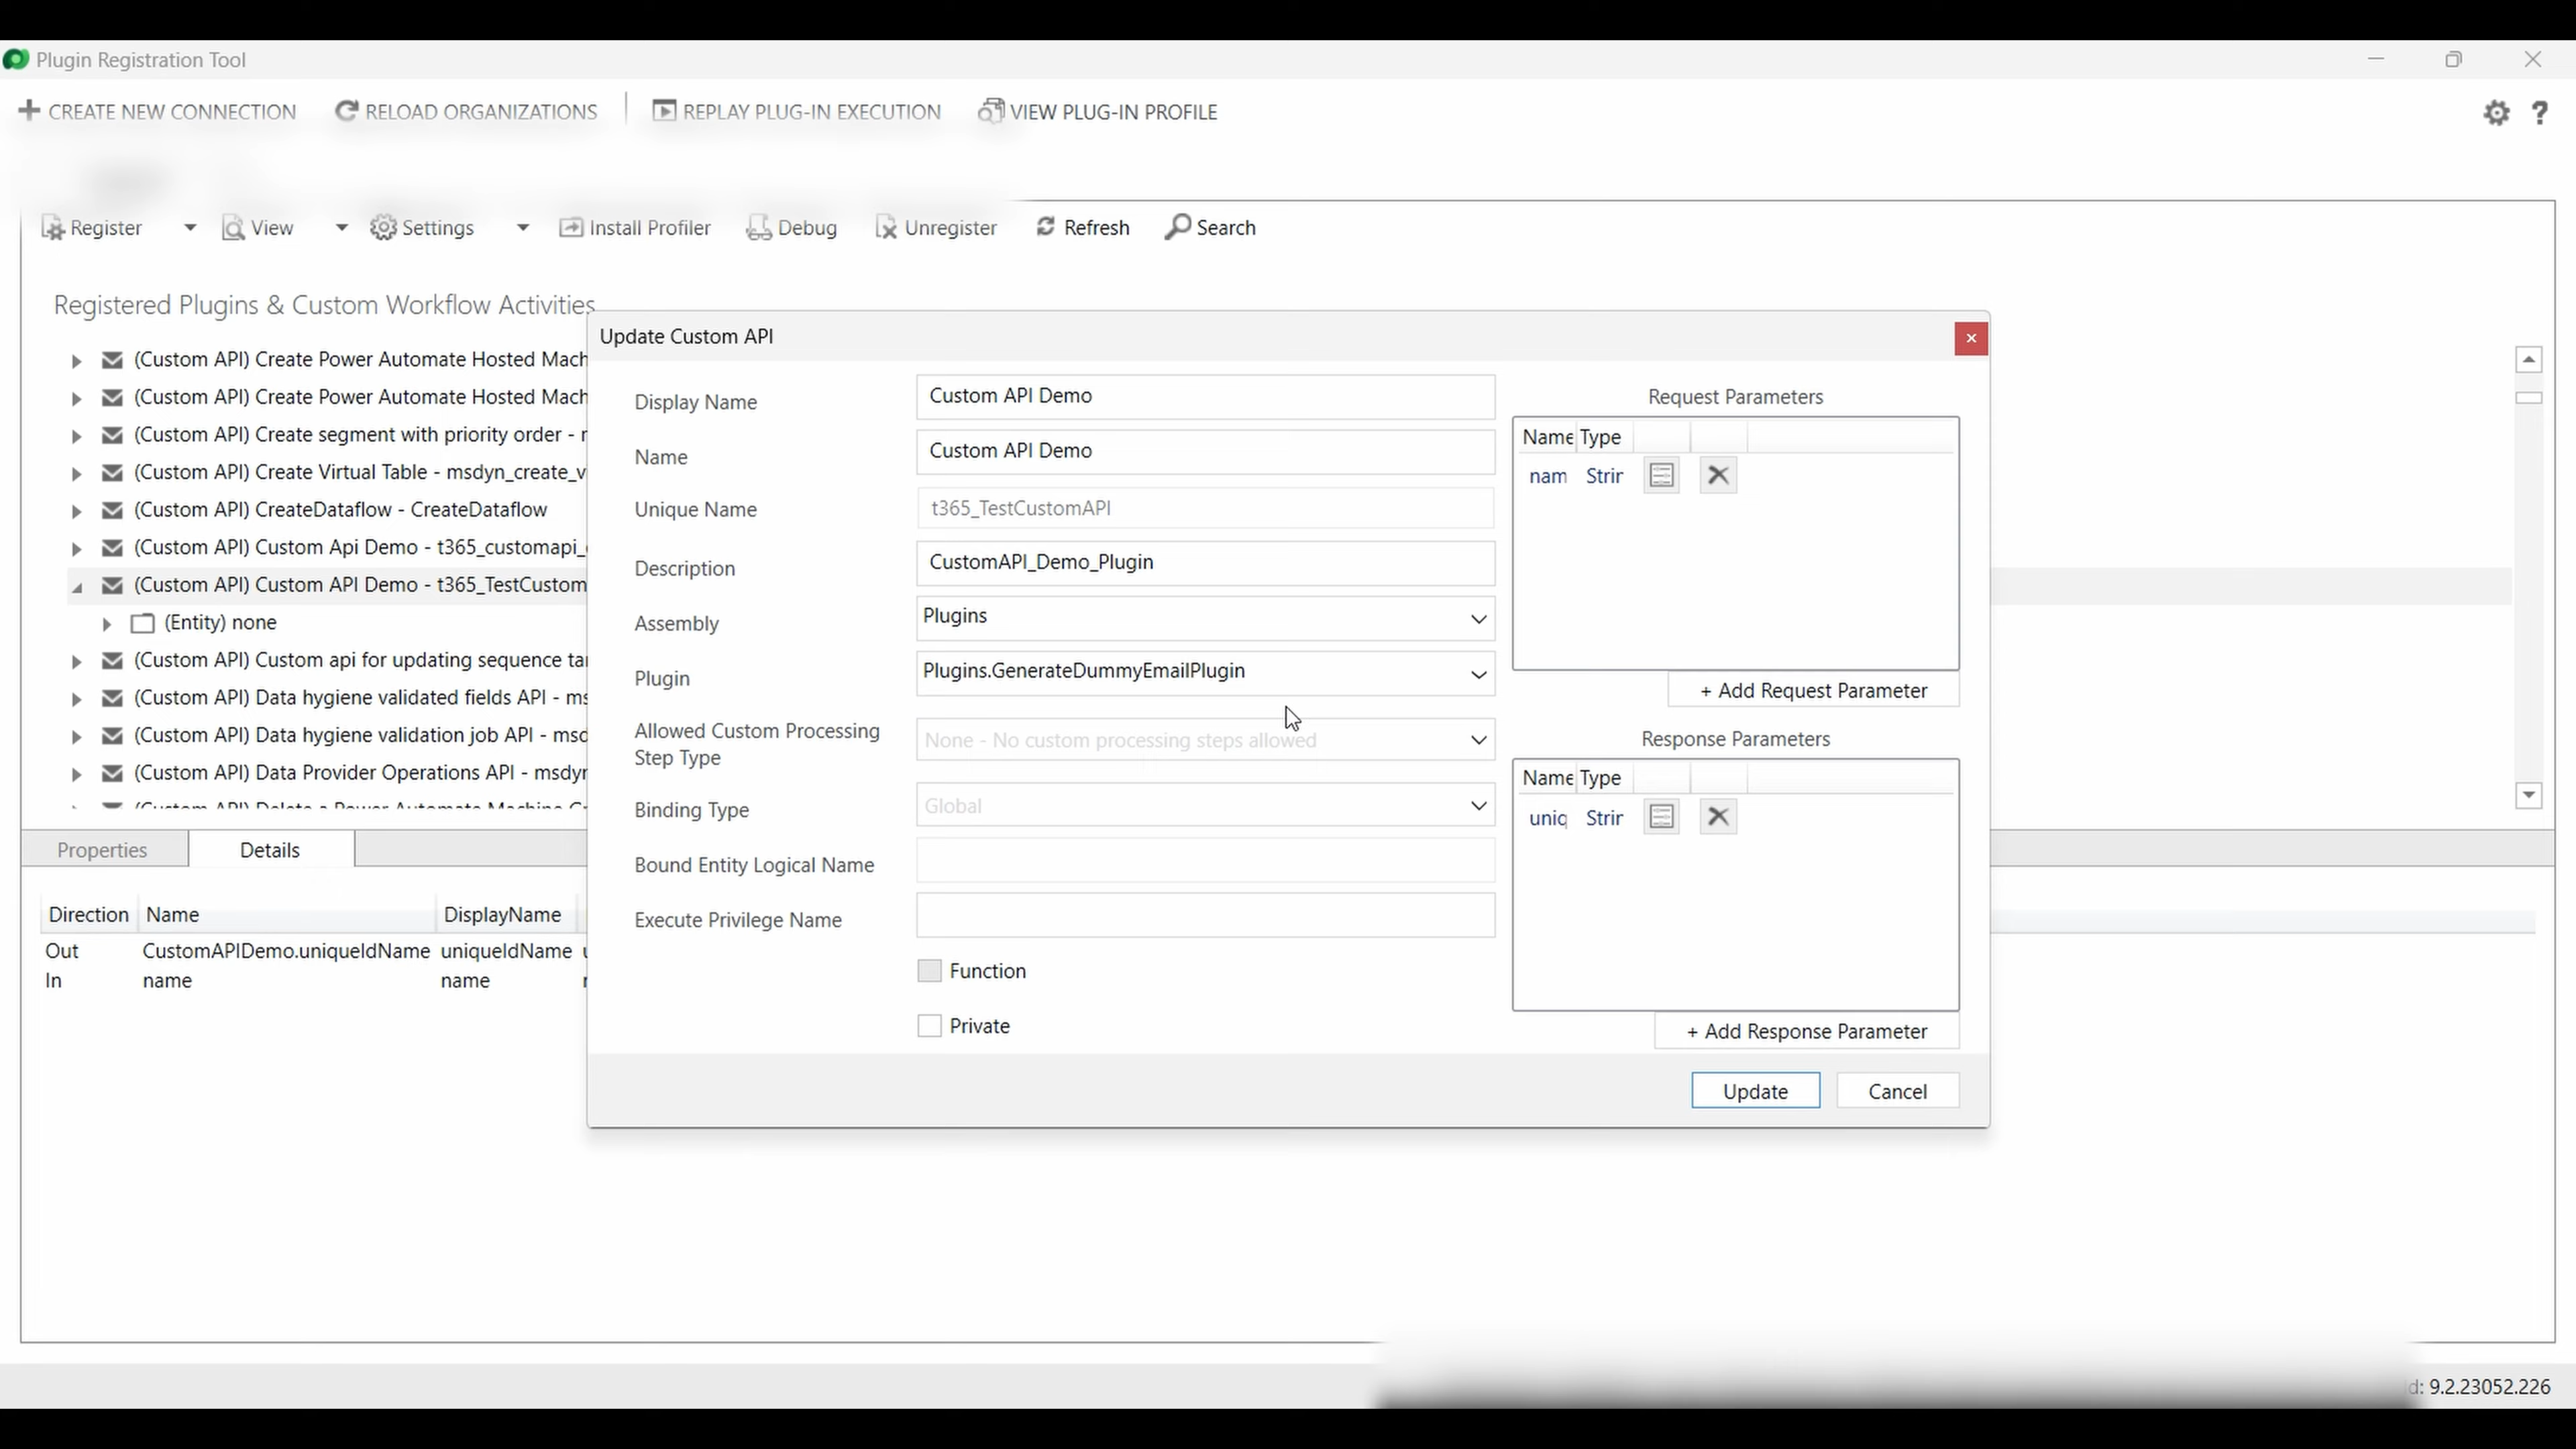 Plugin Registration Tool
CREATE NEW CONNECTION RELOAD ORGANIZATIONS REPLAY PLUG-IN EXECUTION VIEW PLUG-IN PROFILE ?
Register View Settings Install Profiler Debug Unregister Refresh Search
Registered Plugins & Custom Workflow Activities
(Custom API) Create Power Automate Hosted Mach
(Custom API) Create Power Automate Hosted Mach
(Custom API) Create segment with priority order - r
(Custom API) Create Virtual Table - msdyn_create_v
(Custom API) CreateDataflow - CreateDataflow
(Custom API) Custom Api Demo - t365_customapi_
(Custom API) Custom API Demo - t365_TestCustom
(Entity) none
(Custom API) Custom api for updating sequence ta
(Custom API) Data hygiene validated fields API - ms
(Custom API) Data hygiene validation job API - msd
(Custom API) Data Provider Operations API - msdyn
Properties Details
Direction Name DisplayName
Out CustomAPIDemo.uniqueIdName uniqueIdName
In name name
Update Custom API
Display Name Custom API Demo
Name Custom API Demo
Unique Name t365_TestCustomAPI
Description CustomAPI_Demo_Plugin
Assembly Plugins
Plugin Plugins.GenerateDummyEmailPlugin
Allowed Custom Processing
Step Type
None - No custom processing steps allowed
Binding Type Global
Bound Entity Logical Name
Execute Privilege Name
Function
Private
Request Parameters
Name Type
nam Strin
+ Add Request Parameter
Response Parameters
Name Type
uniq Strin
+ Add Response Parameter
Update Cancel
d: 9.2.23052.226